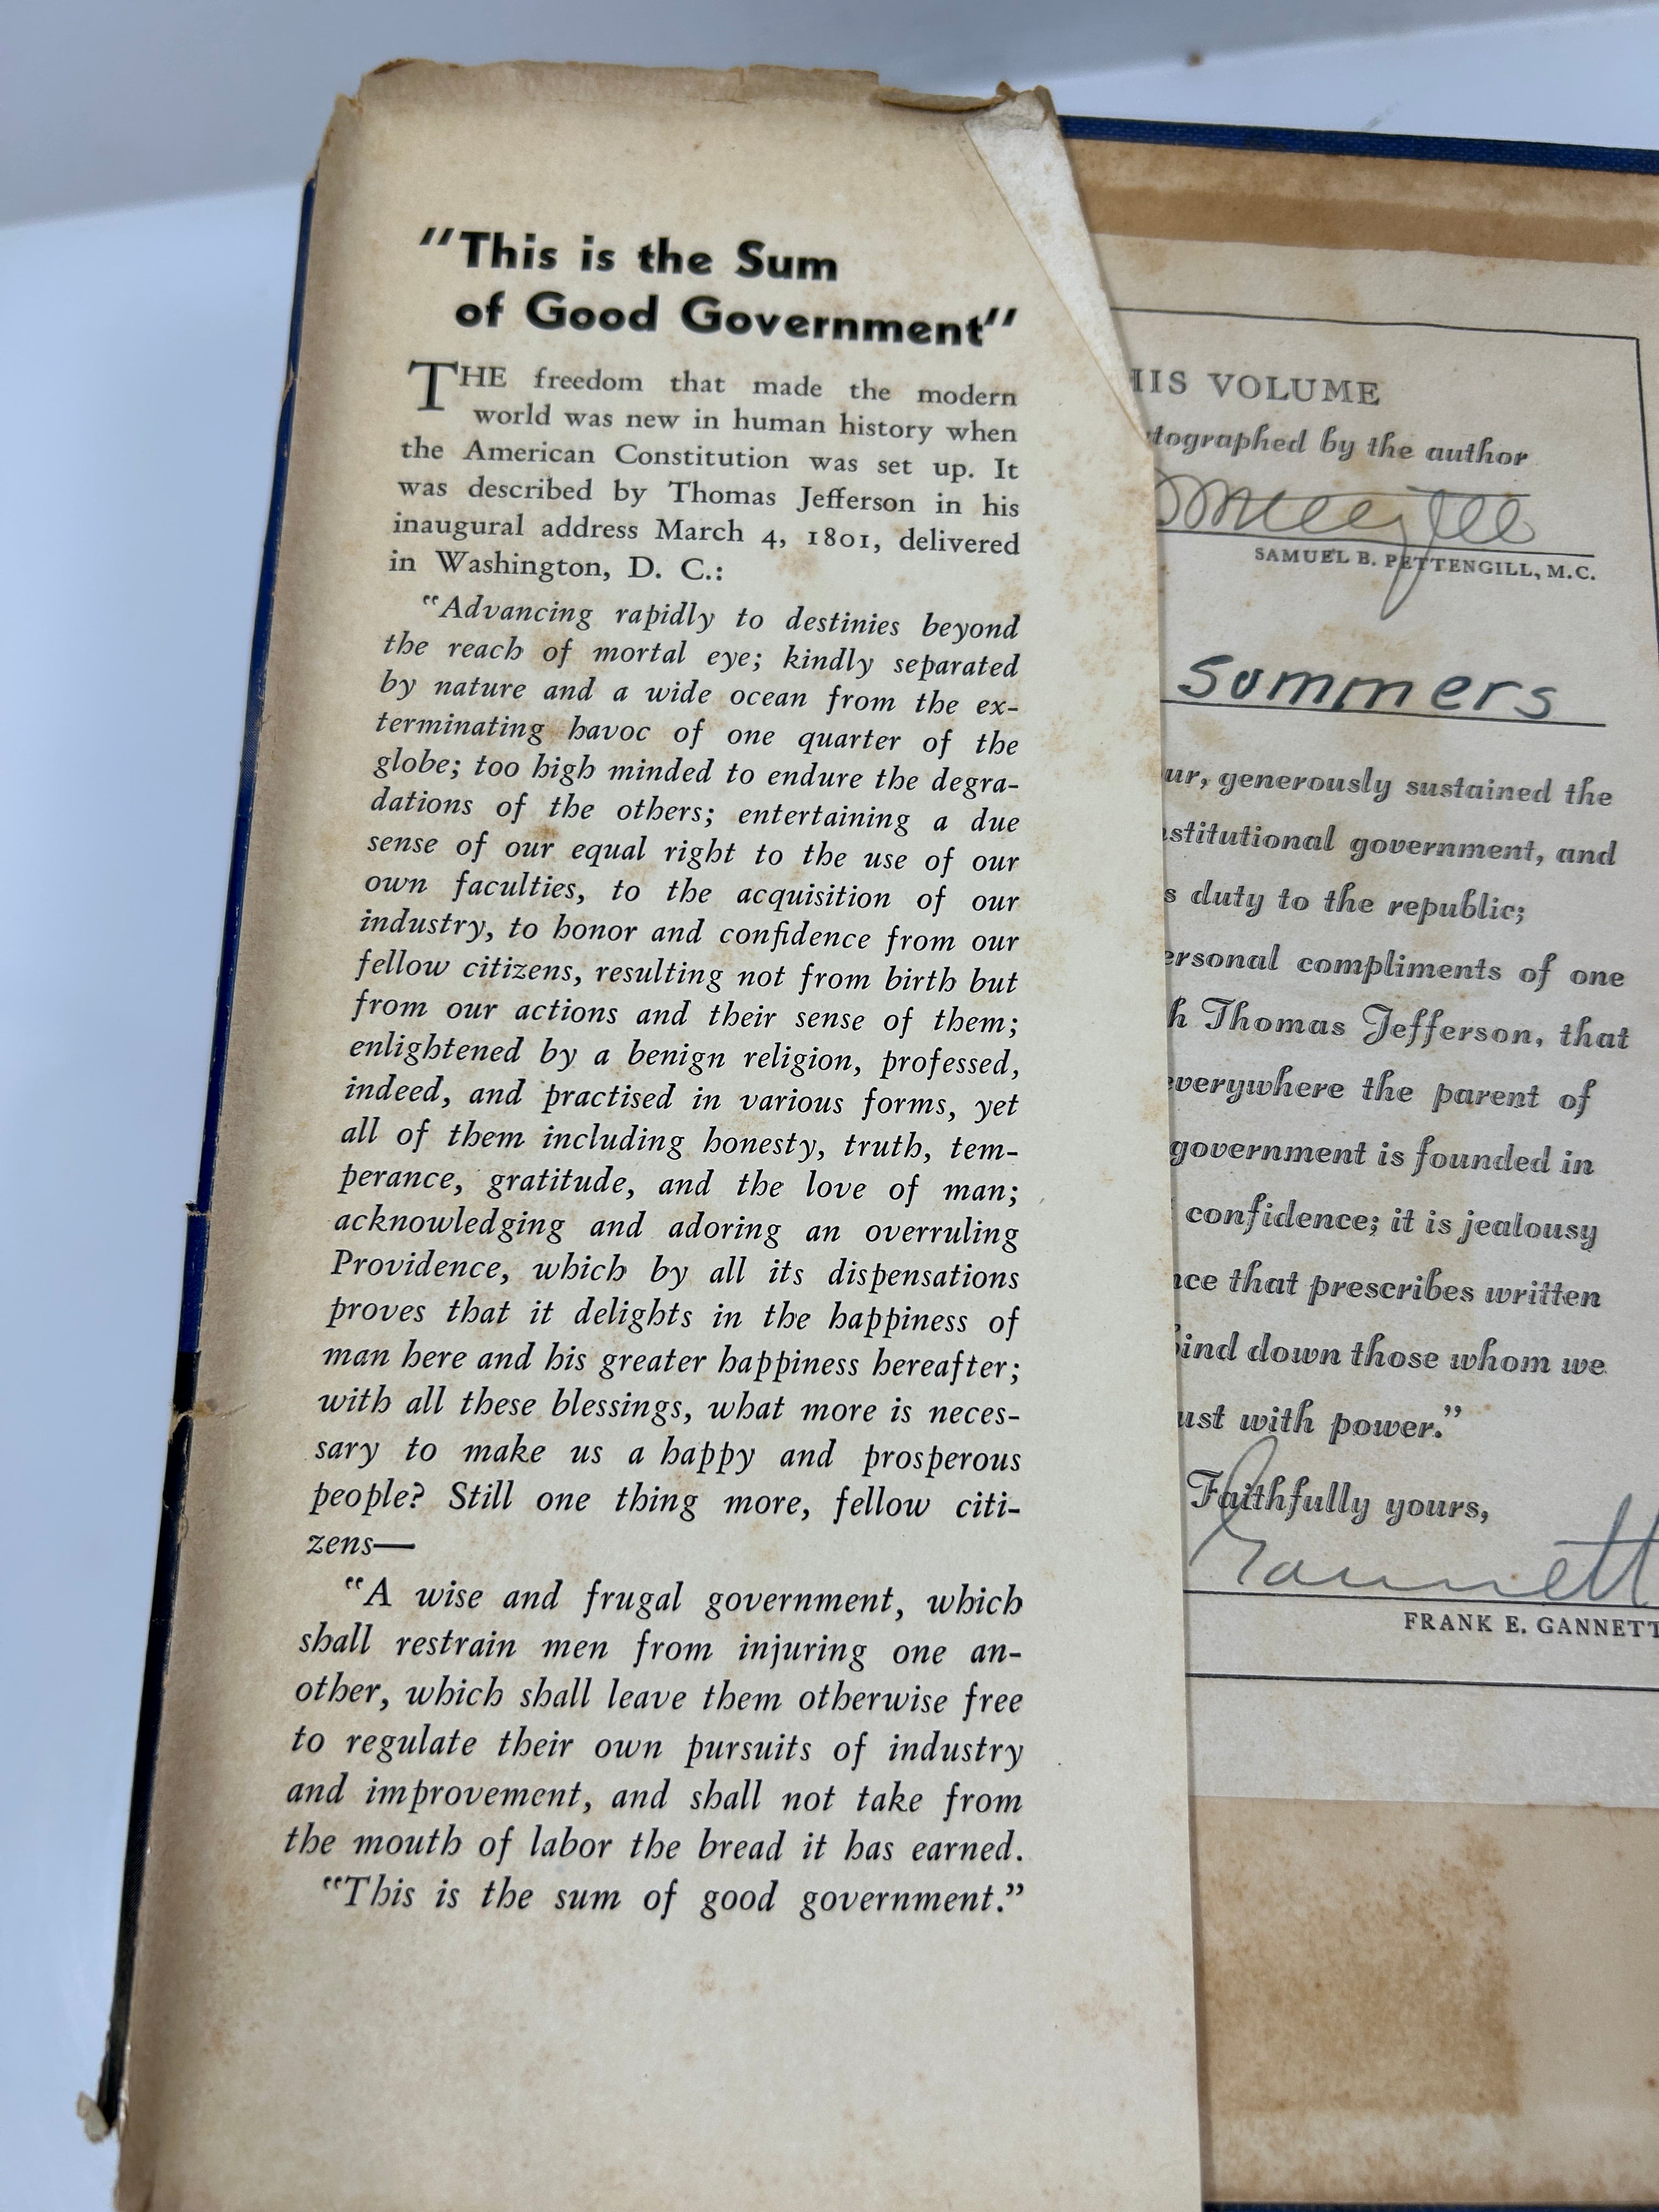 "This is the Sum
of Good Government"
THE freedom that made the modern
world was new in human history when
the American Constitution was set up. It
was described by Thomas Jefferson in his
inaugural address March 4, 1801, delivered
in Washington, D. C.:
"Advancing rapidly to destinies beyond
the reach of mortal eye; kindly separated
by nature and a wide ocean from the ex-
terminating havoc of one quarter of the
globe; too high minded to endure the degra-
dations of the others; entertaining a due
sense of our equal right to the use of our
own faculties, to the acquisition of our
industry, to honor and confidence from our
fellow citizens, resulting not from birth but
from our actions and their sense of them;
enlightened by a benign religion, professed,
indeed, and practised in various forms, yet
all of them including honesty, truth, tem-
perance, gratitude, and the love of man;
acknowledging and adoring an overruling
Providence, which by all its dispensations
proves that it delights in the happiness of
man here and his greater happiness hereafter;
with all these blessings, what more is neces-
sary to make us a happy and prosperous
people? Still one thing more, fellow citi-
zens—
"A wise and frugal government, which
shall restrain men from injuring one an-
other, which shall leave them otherwise free
to regulate their own pursuits of industry
and improvement, and shall not take from
the mouth of labor the bread it has earned.
"This is the sum of good government."
HIS VOLUME
tographed by the author
SAMUEL B. PETTENGILL, M.C.
Summers
ur, generously sustained the
nstitutional government, and
s duty to the republic;
ersonal compliments of one
h Thomas Jefferson, that
everywhere the parent of
government is founded in
confidence; it is jealousy
nce that prescribes written
bind down those whom we
ust with power."
Faithfully yours,
Gannett
FRANK E. GANNETT